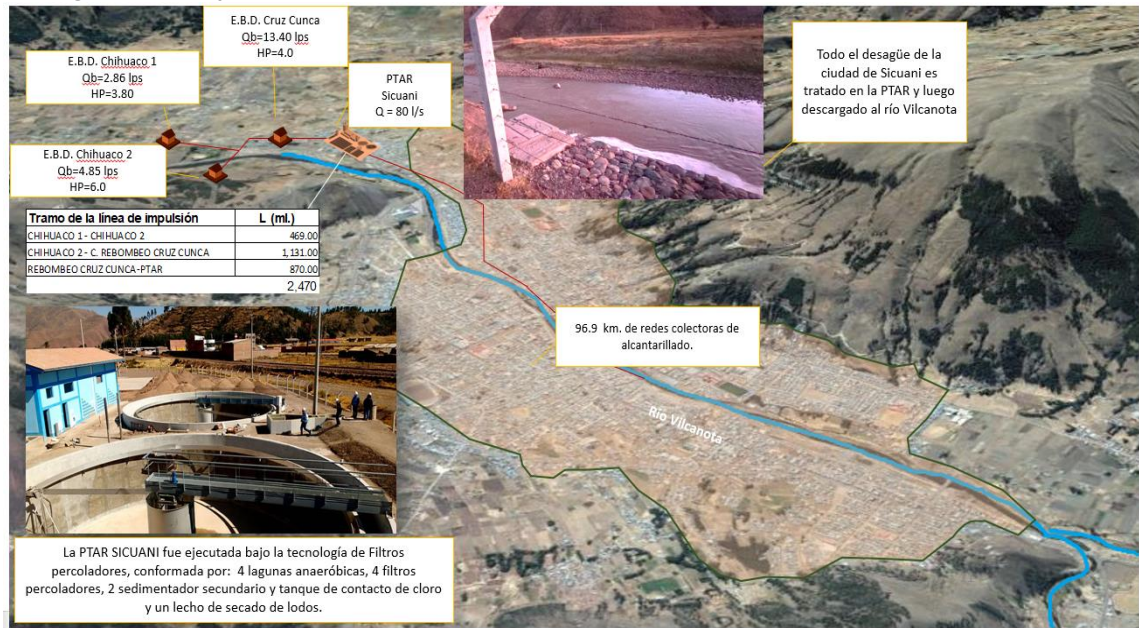 E.B.D. Cruz Cunca
Qb=13.40 lps
HP=4.0
E.B.D. Chihuaco 1
Qb=2.86 lps
HP=3.80
PTAR
Sicuani
Q = 80 l/s
Todo el desagüe de la
ciudad de Sicuani es
tratado en la PTAR y luego
descargado al río Vilcanota
E.B.D. Chihuaco 2
Qb=4.85 lps
HP=6.0
Tramo de la línea de impulsión L (ml.)
CHIHUACO 1 - CHIHUACO 2 469.00
CHIHUACO 2 - C. REBOMBEO CRUZ CUNCA 1,131.00
REBOMBEO CRUZ CUNCA-PTAR 870.00
2,470
96.9 km. de redes colectoras de
alcantarillado.
Río Vilcanota
La PTAR SICUANI fue ejecutada bajo la tecnología de Filtros
percoladores, conformada por: 4 lagunas anaeróbicas, 4 filtros
percoladores, 2 sedimentador secundario y tanque de contacto de cloro
y un lecho de secado de lodos.